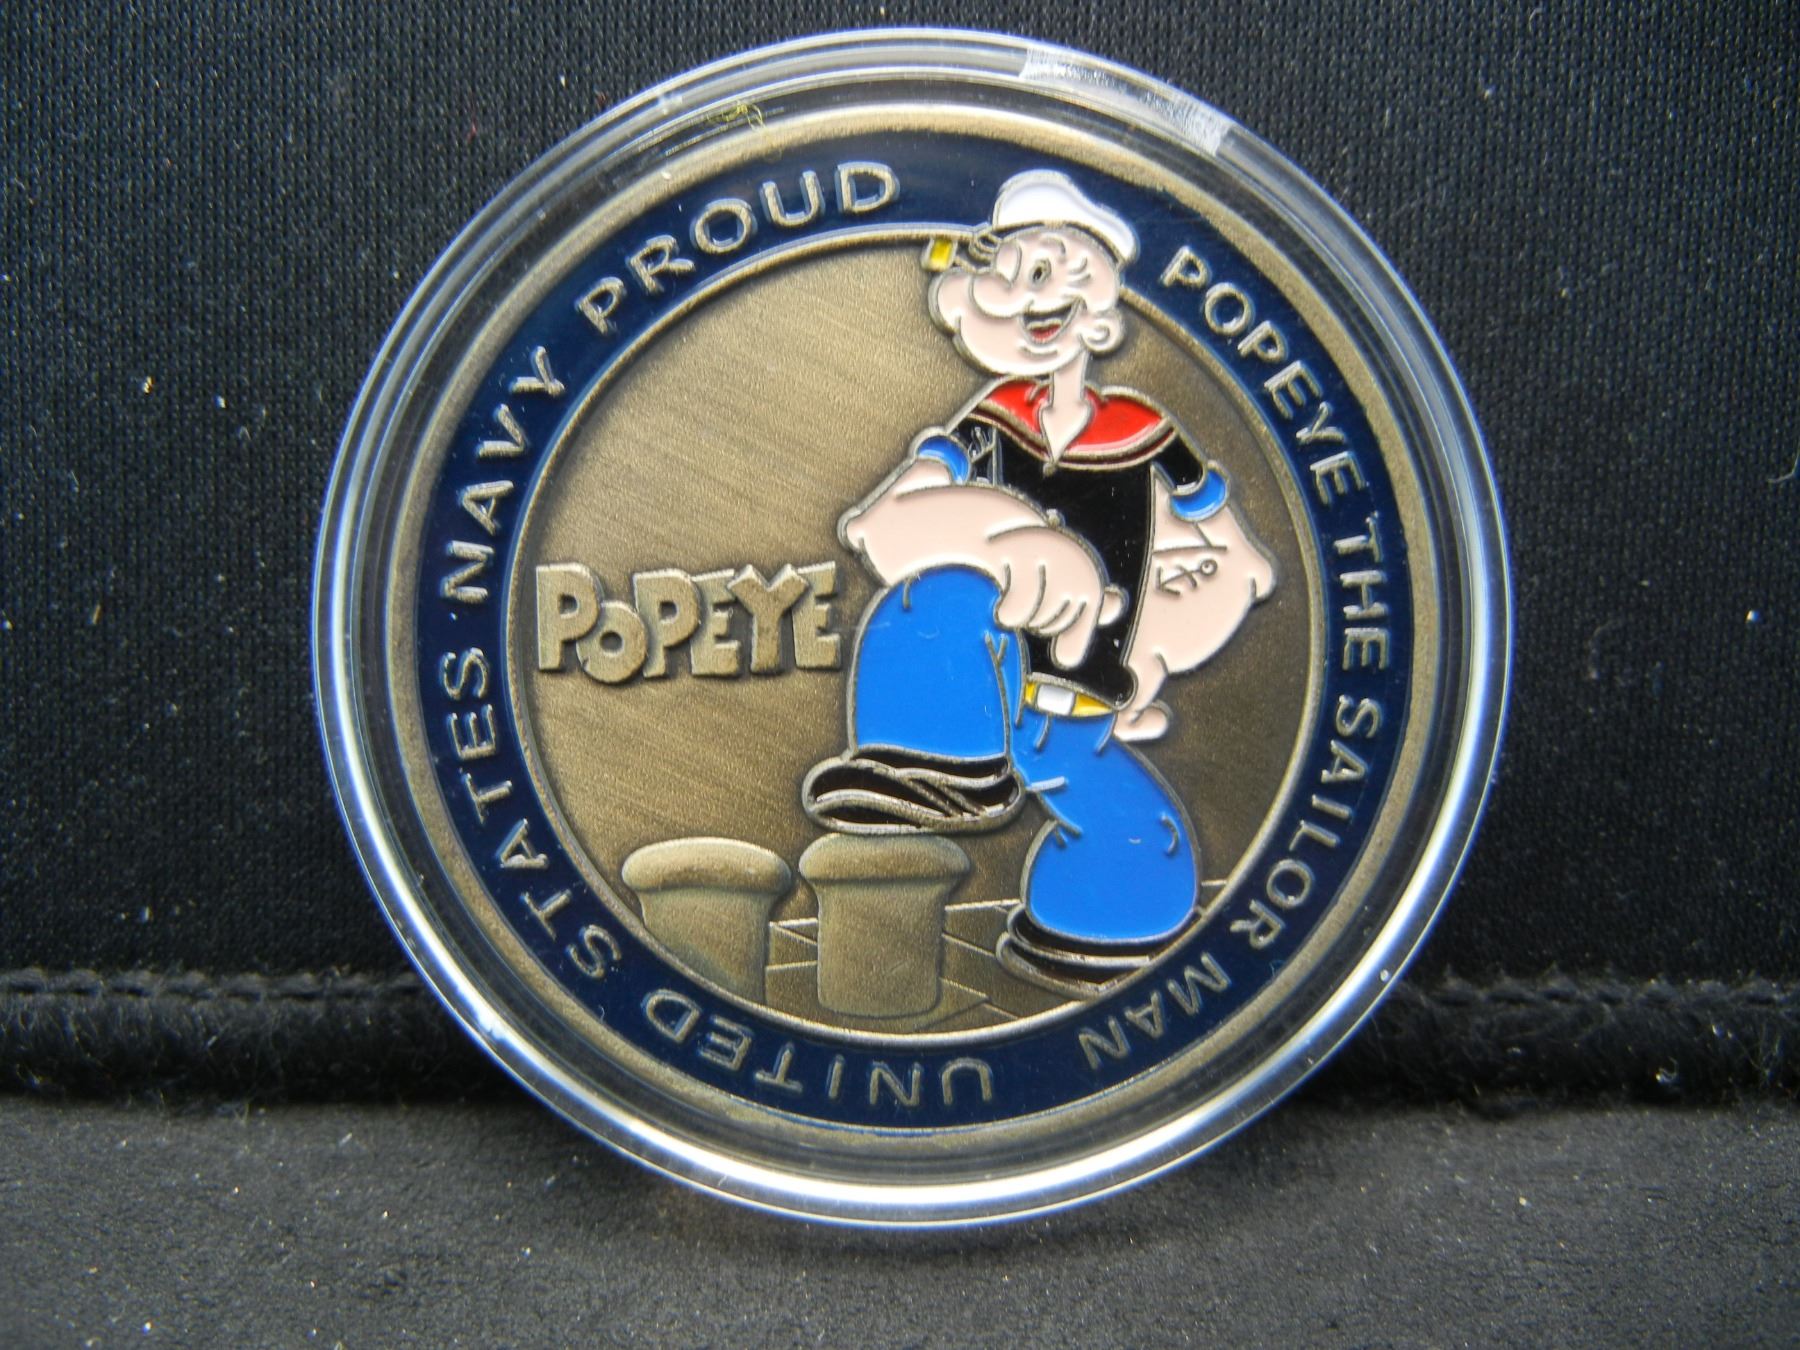 UNITED STATES NAVY PROUD
POPEYE THE SAILOR MAN
POPEYE